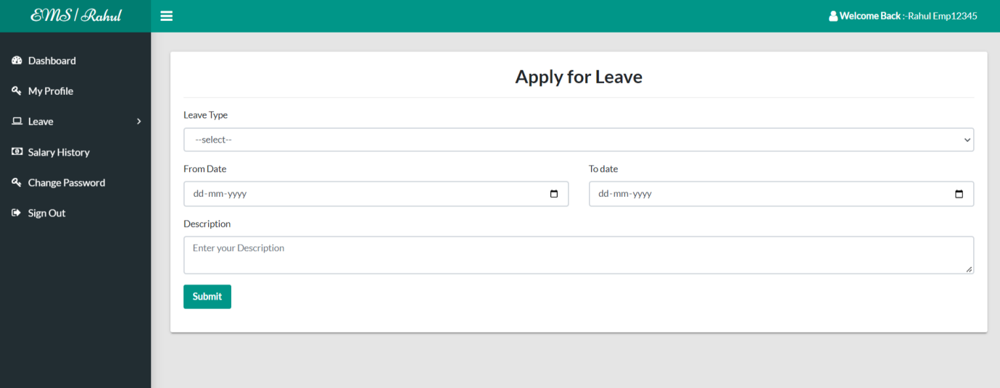 EMS | Rahul
Welcome Back :-Rahul Emp12345
Dashboard
My Profile
Leave
Salary History
Change Password
Sign Out
Apply for Leave
Leave Type
--select--
From Date
To date
dd-mm-yyyy
dd-mm-yyyy
Description
Enter your Description
Submit